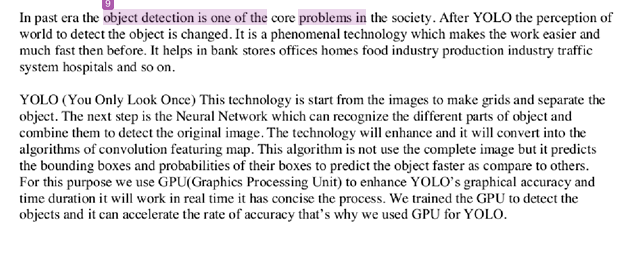 9
In past era the object detection is one of the core problems in the society. After YOLO the perception of
world to detect the object is changed. It is a phenomenal technology which makes the work easier and
much fast then before. It helps in bank stores offices homes food industry production industry traffic
system hospitals and so on.
YOLO (You Only Look Once) This technology is start from the images to make grids and separate the
object. The next step is the Neural Network which can recognize the different parts of object and
combine them to detect the original image. The technology will enhance and it will convert into the
algorithms of convolution featuring map. This algorithm is not use the complete image but it predicts
the bounding boxes and probabilities of their boxes to predict the object faster as compare to others.
For this purpose we use GPU(Graphics Processing Unit) to enhance YOLO's graphical accuracy and
time duration it will work in real time it has concise the process. We trained the GPU to detect the
objects and it can accelerate the rate of accuracy that's why we used GPU for YOLO.